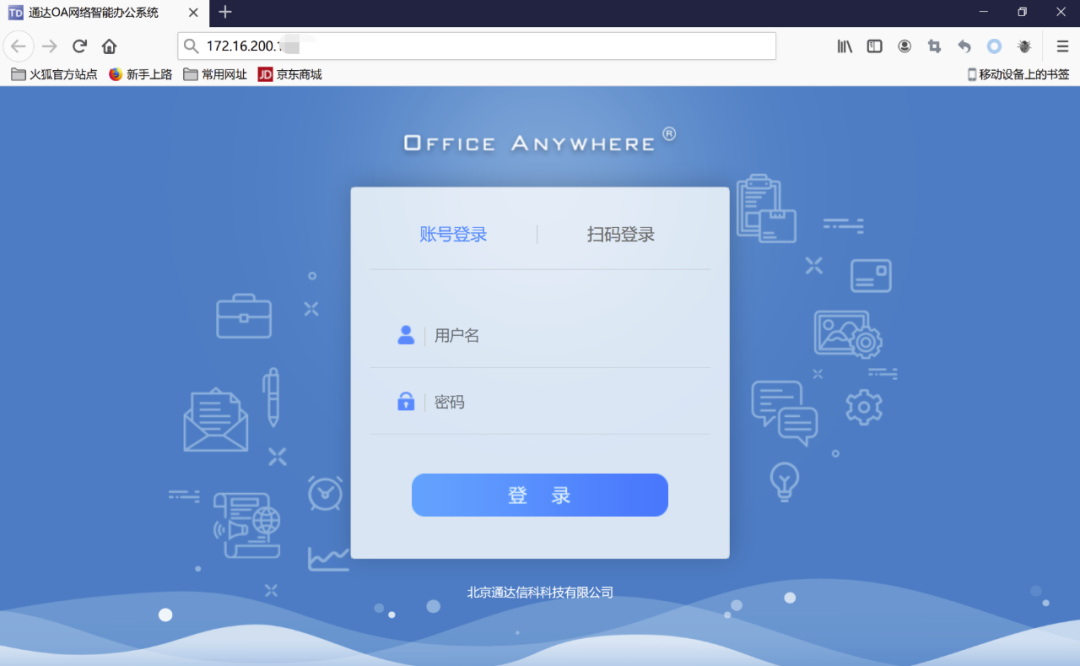 TD 通达OA网络智能办公系统
172.16.200.
火狐官方站点 新手上路 常用网址 JD 京东商城 移动设备上的书签
OFFICE ANYWHERE®
账号登录 扫码登录
用户名
密码
登 录
北京通达信科科技有限公司